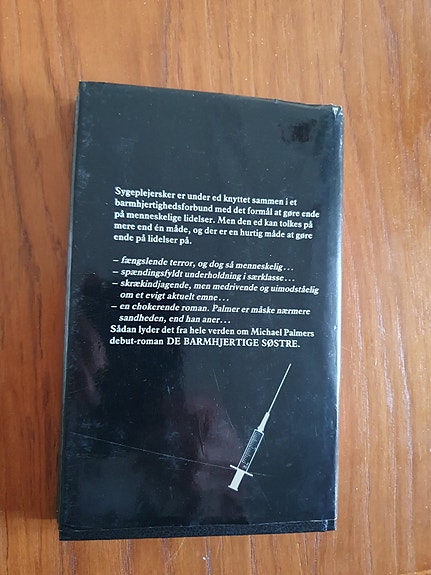 Sygeplejersker er under ed knyttet sammen i et
barmhjertighedsforbund med det formål at gøre ende
på menneskelige lidelser. Men den ed kan tolkes på
mere end én måde, og der er en hurtig måde at gøre
ende på lidelser på.
– fængslende terror, og dog så menneskelig...
– spændingsfyldt underholdning i særklasse...
– skrækindjagende, men medrivende og uimodståelig
om et evigt aktuelt emne...
– en chokerende roman. Palmer er måske nærmere
sandheden, end han aner...
Sådan lyder det fra hele verden om Michael Palmers
debut-roman DE BARMHJERTIGE SØSTRE.